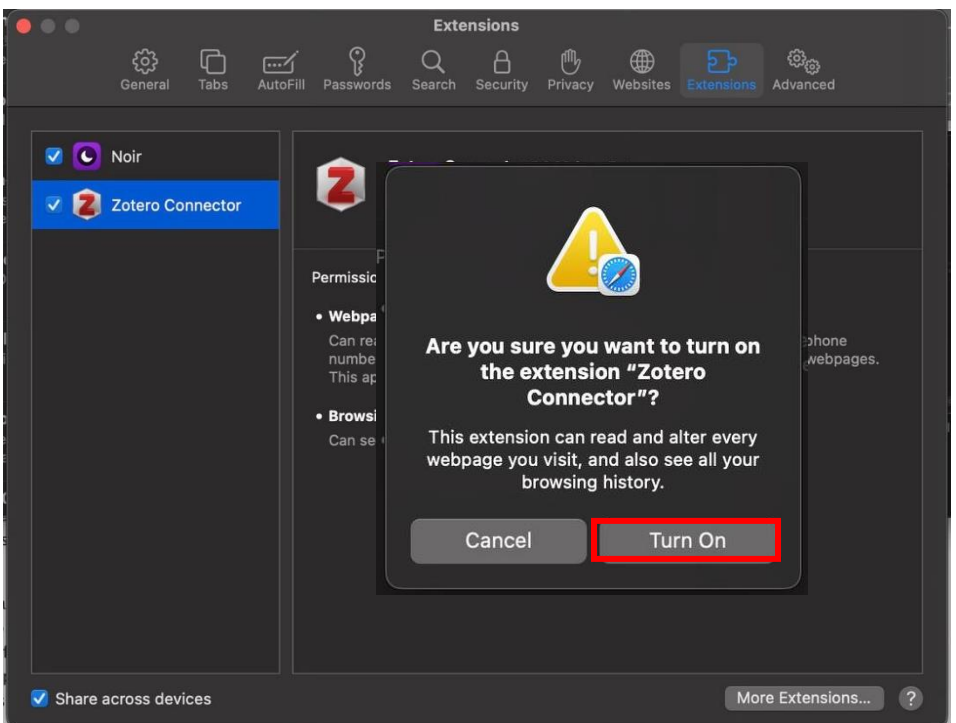 Extensions
General Tabs AutoFill Passwords Search Security Privacy Websites Extensions Advanced
Noir
Zotero Connector
Permissio
• Webpa
Can rea
phone
numbe
webpages.
This ap
• Browsi
Can se
Are you sure you want to turn on
the extension “Zotero
Connector”?
This extension can read and alter every
webpage you visit, and also see all your
browsing history.
Cancel Turn On
Share across devices
More Extensions... ?